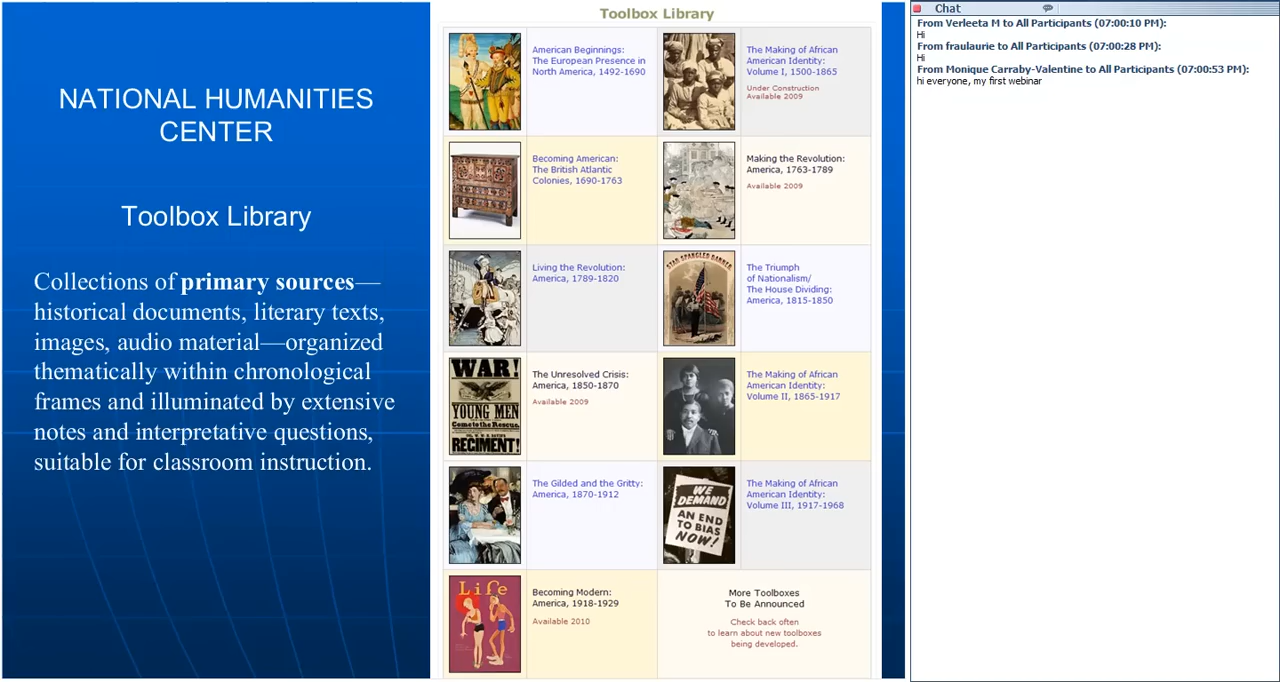 NATIONAL HUMANITIES
CENTER
Toolbox Library
Collections of primary sources—
historical documents, literary texts,
images, audio material—organized
thematically within chronological
frames and illuminated by extensive
notes and interpretative questions,
suitable for classroom instruction.
Toolbox Library
American Beginnings:
The European Presence in
North America, 1492-1690
The Making of African
American Identity:
Volume I, 1500-1865
Under Construction
Available 2009
Becoming American:
The British Atlantic
Colonies, 1690-1763
Making the Revolution:
America, 1763-1789
Available 2009
Living the Revolution:
America, 1789-1820
STAR SPANGLED BANNER
The Triumph
of Nationalism/
The House Dividing:
America, 1815-1850
WAR!
YOUNG MEN
Come to the Rescue,
REGIMENT!
The Unresolved Crisis:
America, 1850-1870
Available 2009
The Making of African
American Identity:
Volume II, 1865-1917
The Gilded and the Gritty:
America, 1870-1912
WE
DEMAND
AN END
TO BIAS
NOW!
The Making of African
American Identity:
Volume III, 1917-1968
Life
Becoming Modern:
America, 1918-1929
Available 2010
More Toolboxes
To Be Announced
Check back often
to learn about new toolboxes
being developed.
Chat
From Verleeta M to All Participants (07:00:10 PM):
Hi
From fraulaurie to All Participants (07:00:28 PM):
Hi
From Monique Carraby-Valentine to All Participants (07:00:53 PM):
hi everyone, my first webinar